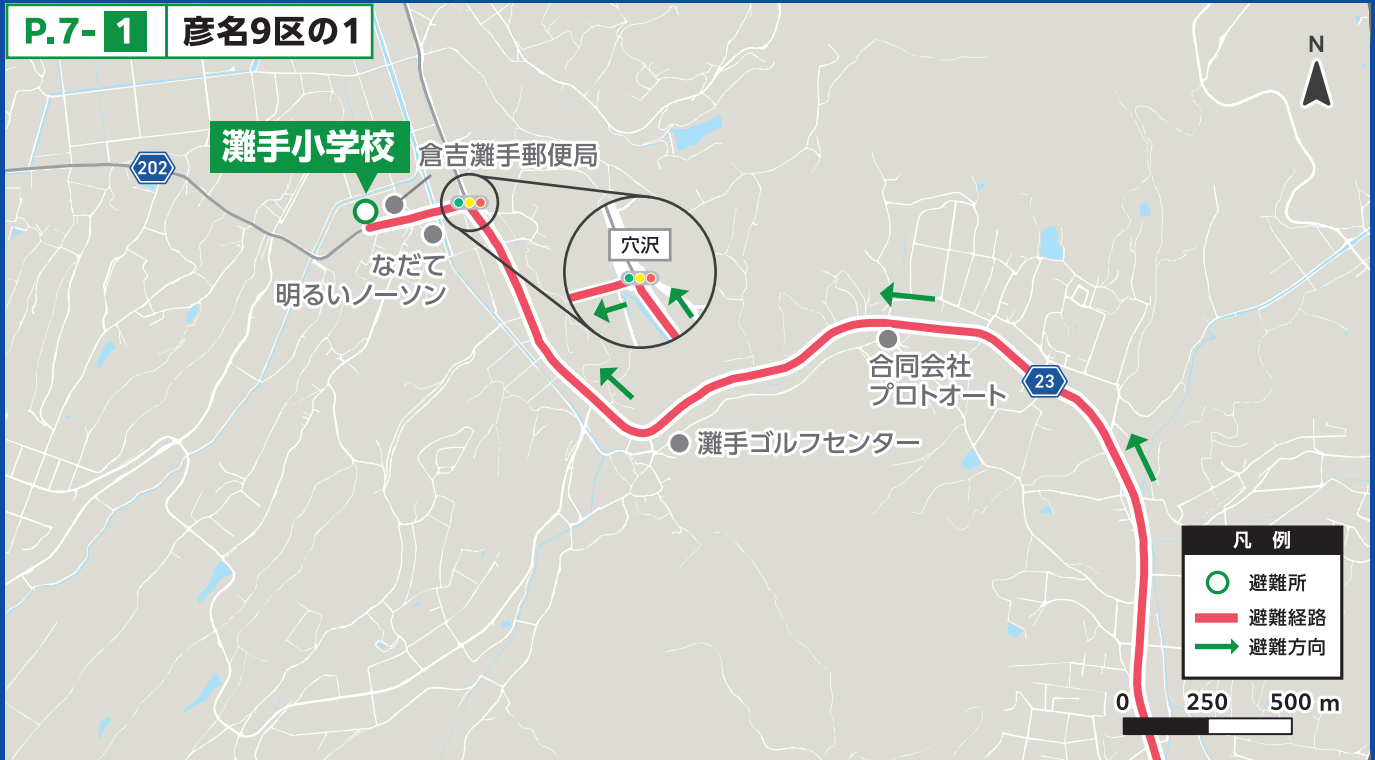 P.7-1 彦名9区の1
N
灘手小学校
倉吉灘手郵便局
202
穴沢
なだて
明るいノーソン
合同会社
プロトオート
23
灘手ゴルフセンター
凡 例
避難所
避難経路
避難方向
0 250 500 m